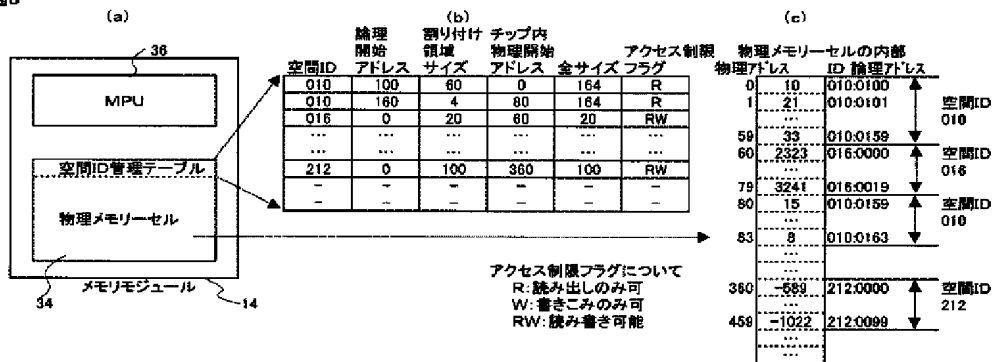 (a)
36
MPU
空間ID管理テーブル
物理メモリーセル
34
メモリモジュール
14
(b)
空間ID 論理開始アドレス 割り付け領域サイズ チップ内物理開始アドレス 全サイズ アクセス制限フラグ
010 100 60 0 164 R
010 160 4 80 164 R
016 0 20 60 20 RW
... ... ... ... ... ...
... ... ... ... ... ...
212 0 100 360 100 RW
– – – – – –
– – – – – –
アクセス制限フラグについて
R:読み出しのみ可
W:書きこみのみ可
RW:読み書き可能
(c)
物理メモリーセルの内部
物理アドレス ID 論理アドレス
0 10 010:0100
1 21 010:0101
...
59 33 010:0159
空間ID
010
60 2323 016:0000
...
79 3241 016:0019
空間ID
016
80 15 010:0159
...
83 8 010:0163
空間ID
010
...
...
360 -589 212:0000
...
459 -1022 212:0099
空間ID
212
...